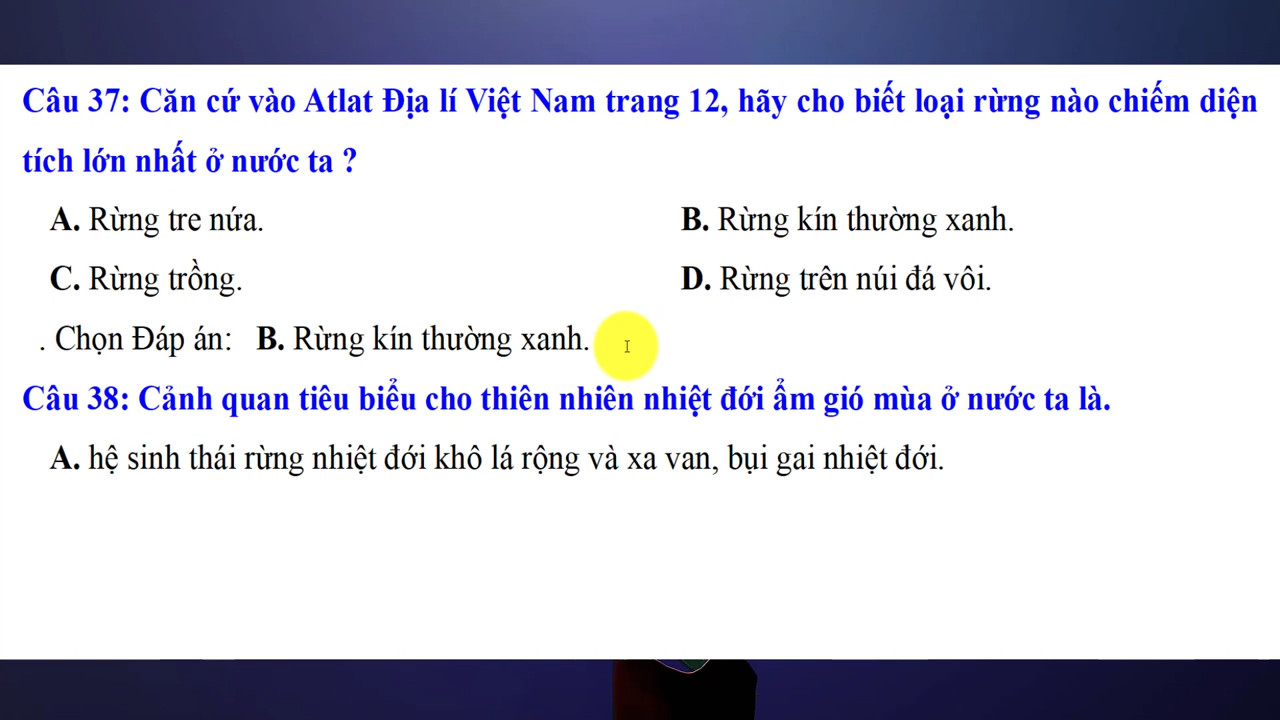 Câu 37: Căn cứ vào Atlat Địa lí Việt Nam trang 12, hãy cho biết loại rừng nào chiếm diện
tích lớn nhất ở nước ta ?
A. Rừng tre nứa. B. Rừng kín thường xanh.
C. Rừng trồng. D. Rừng trên núi đá vôi.
. Chọn Đáp án: B. Rừng kín thường xanh.
Câu 38: Cảnh quan tiêu biểu cho thiên nhiên nhiệt đới ẩm gió mùa ở nước ta là.
A. hệ sinh thái rừng nhiệt đới khô lá rộng và xa van, bụi gai nhiệt đới.